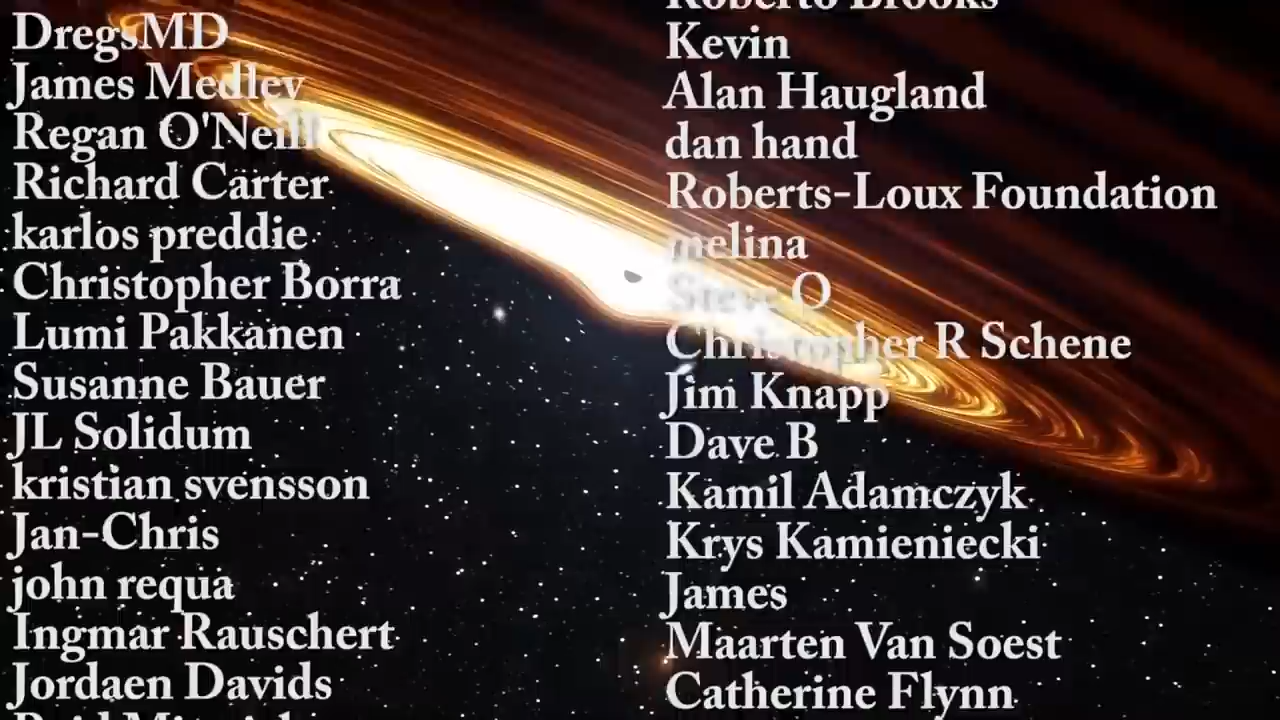 DregsMD
James Medley
Regan O'Neill
Richard Carter
karlos preddie
Christopher Borra
Lumi Pakkanen
Susanne Bauer
JL Solidum
kristian svensson
Jan-Chris
john requa
Ingmar Rauschert
Jordaen Davids
Roberto Brooks
Kevin
Alan Haugland
dan hand
Roberts-Loux Foundation
melina
Steve O
Christopher R Schene
Jim Knapp
Dave B
Kamil Adamczyk
Krys Kamieniecki
James
Maarten Van Soest
Catherine Flynn